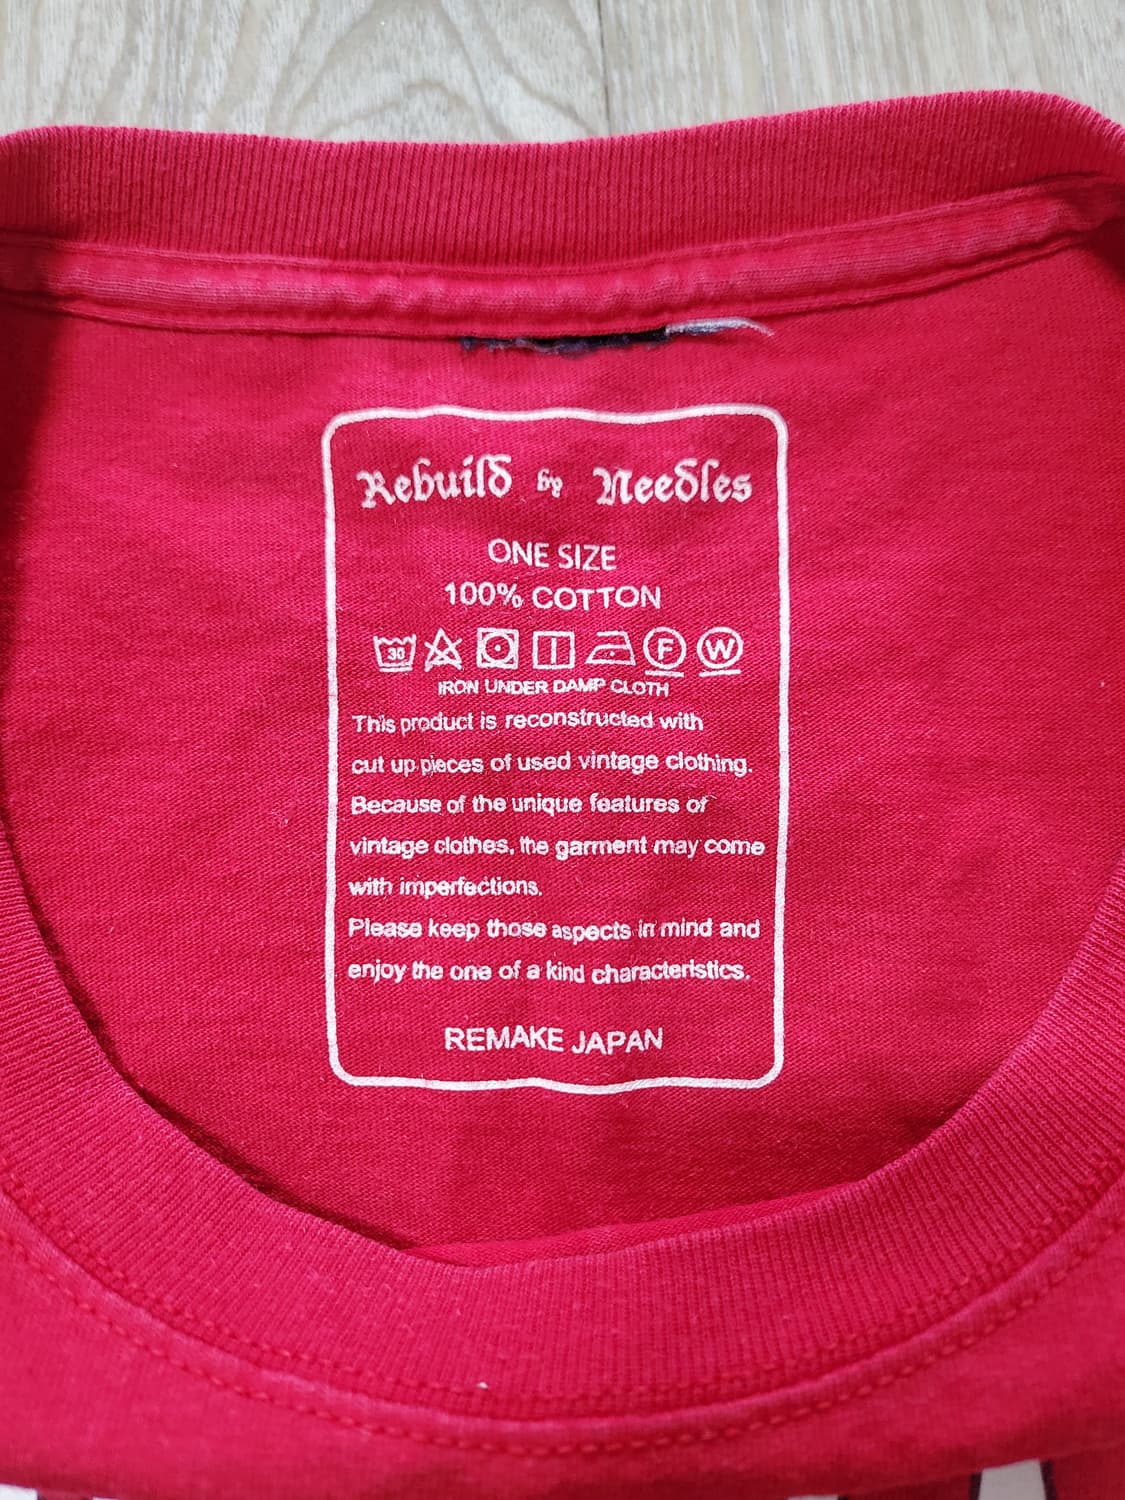 Rebuild by Needles
ONE SIZE
100% COTTON
30 F W
IRON UNDER DAMP CLOTH
This product is reconstructed with
cut up pieces of used vintage clothing.
Because of the unique features of
vintage clothes, the garment may come
with imperfections.
Please keep those aspects in mind and
enjoy the one of a kind characteristics.
REMAKE JAPAN